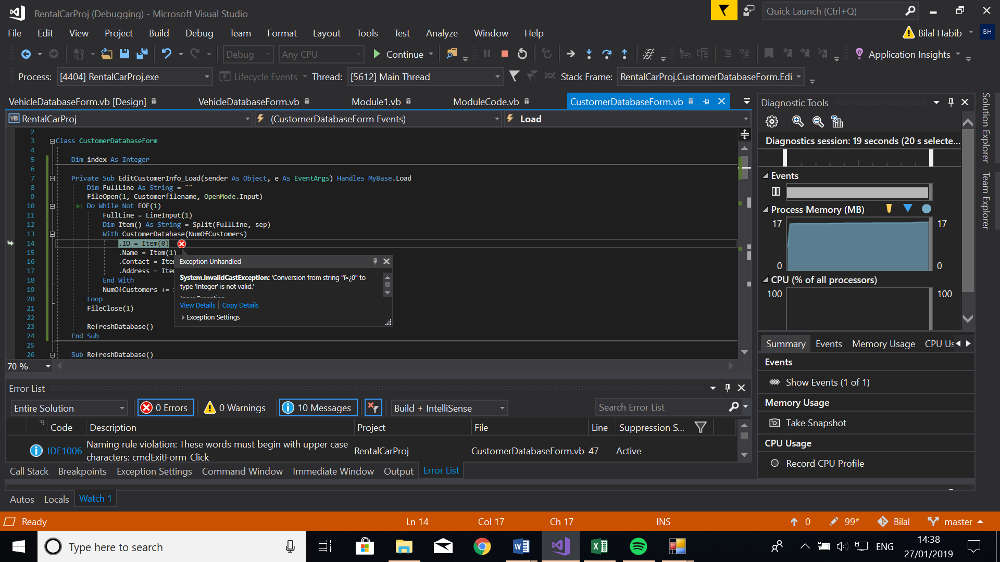 RentalCarProj (Debugging) - Microsoft Visual Studio
Quick Launch (Ctrl+Q)
File Edit View Project Build Debug Team Format Layout Tools Test Analyze Window Help
Bilal Habib BH
Debug Any CPU Continue Application Insights
Process: [4404] RentalCarProj.exe Lifecycle Events Thread: [5612] Main Thread Stack Frame: RentalCarProj.CustomerDatabaseForm.Edi
VehicleDatabaseForm.vb [Design] VehicleDatabaseForm.vb Module1.vb ModuleCode.vb CustomerDatabaseForm.vb
VB RentalCarProj (CustomerDatabaseForm Events) Load
2
3 Class CustomerDatabaseForm
4
5 Dim index As Integer
6
7 Private Sub EditCustomerInfo_Load(sender As Object, e As EventArgs) Handles MyBase.Load
8 Dim FullLine As String = ""
9 FileOpen(1, Customerfilename, OpenMode.Input)
10 Do While Not EOF(1)
11 FullLine = LineInput(1)
12 Dim Item() As String = Split(FullLine, sep)
13 With CustomerDatabase(NumOfCustomers)
14 .ID = Item(0)
15 .Name = Item(1)
16 .Contact = Item
17 .Address = Item
18 End With
19 NumOfCustomers +=
20 Loop
21 FileClose(1)
22
23 RefreshDatabase()
24 End Sub
25
26 Sub RefreshDatabase()
Exception Unhandled
System.InvalidCastException: 'Conversion from string "ï»¿0" to
type 'Integer' is not valid.'
View Details | Copy Details
Exception Settings
70 %
Diagnostic Tools
Diagnostics session: 19 seconds (20 s selecte...
Events
Process Memory (MB)
17 17
0 0
CPU (% of all processors)
100 100
Summary Events Memory Usage CPU Us
Events
Show Events (1 of 1)
Memory Usage
Take Snapshot
CPU Usage
Record CPU Profile
Solution Explorer
Team Explorer
Error List
Entire Solution 0 Errors 0 Warnings 10 Messages Build + IntelliSense Search Error List
Code Description Project File Line Suppression S...
IDE1006 Naming rule violation: These words must begin with upper case RentalCarProj CustomerDatabaseForm.vb 47 Active
characters: cmdExitForm_Click
Call Stack Breakpoints Exception Settings Command Window Immediate Window Output Error List
Autos Locals Watch 1
Ready Ln 14 Col 17 Ch 17 INS 0 99* Bilal master
Type here to search
ENG
14:38
27/01/2019